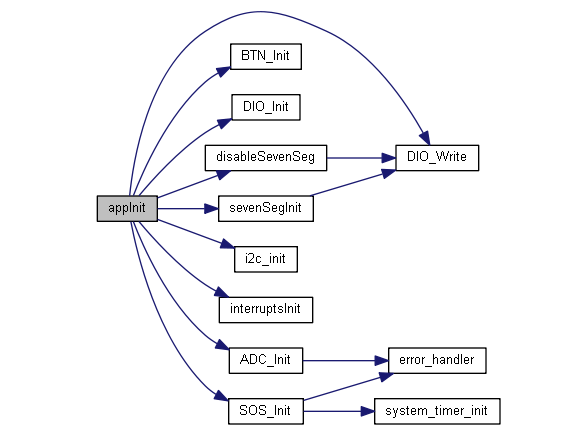 BTN_Init
DIO_Init
disableSevenSeg
DIO_Write
appInit
sevenSegInit
i2c_init
interruptsInit
ADC_Init
error_handler
SOS_Init
system_timer_init